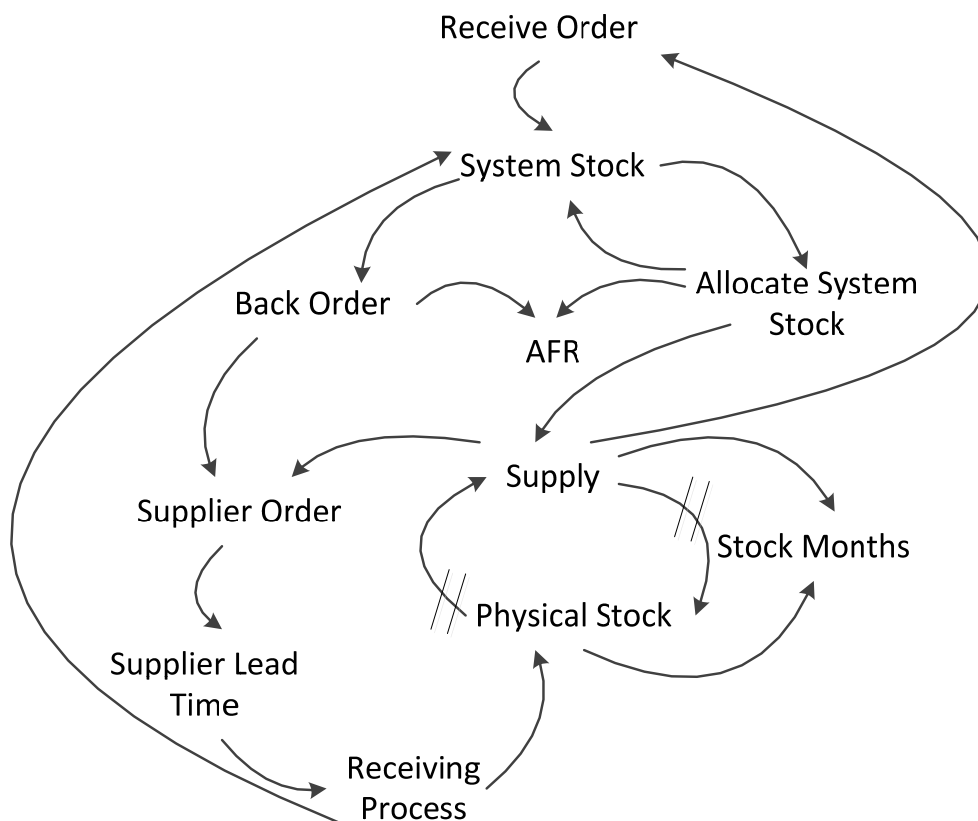 Receive Order
System Stock
Allocate System
Stock
Back Order
AFR
Supply
Supplier Order
Stock Months
Physical Stock
Supplier Lead
Time
Receiving
Process